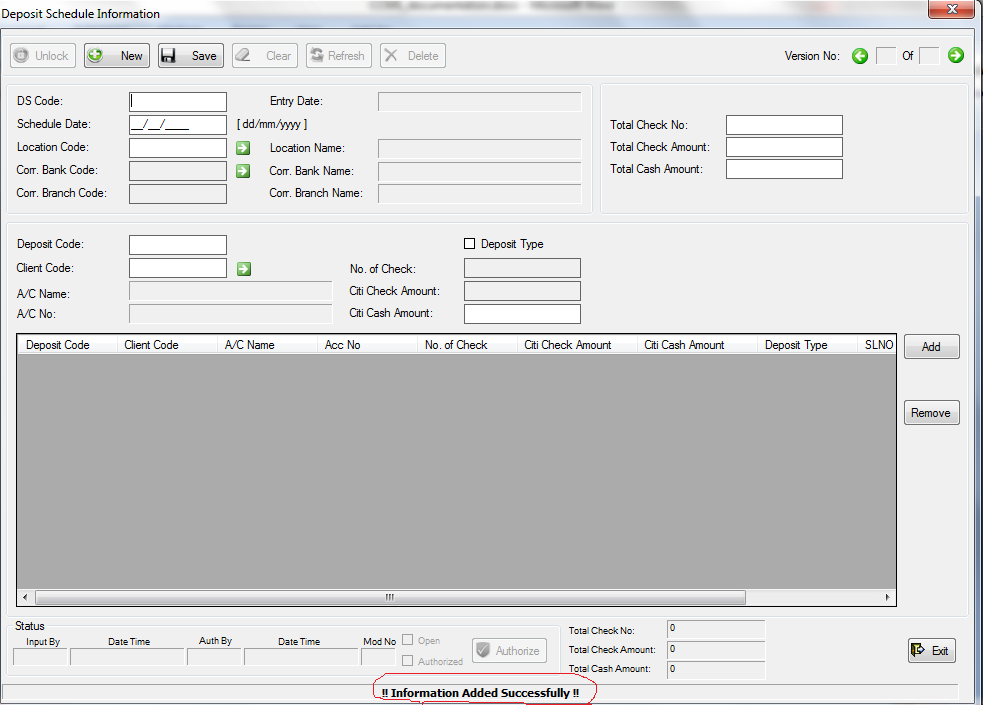 Deposit Schedule Information
Unlock New Save Clear Refresh Delete Version No: Of
DS Code: Entry Date:
Schedule Date: __/__/____ [ dd/mm/yyyy ] Total Check No:
Location Code: Location Name: Total Check Amount:
Corr. Bank Code: Corr. Bank Name: Total Cash Amount:
Corr. Branch Code: Corr. Branch Name:
Deposit Code: Deposit Type
Client Code: No. of Check:
A/C Name: Citi Check Amount:
A/C No: Citi Cash Amount:
Deposit Code Client Code A/C Name Acc No No. of Check Citi Check Amount Citi Cash Amount Deposit Type SLNO
Add
Remove
Status
Input By Date Time Auth By Date Time Mod No Open Total Check No: 0
Authorize Total Check Amount: 0 Exit
Authorized Total Cash Amount: 0
!! Information Added Successfully !!